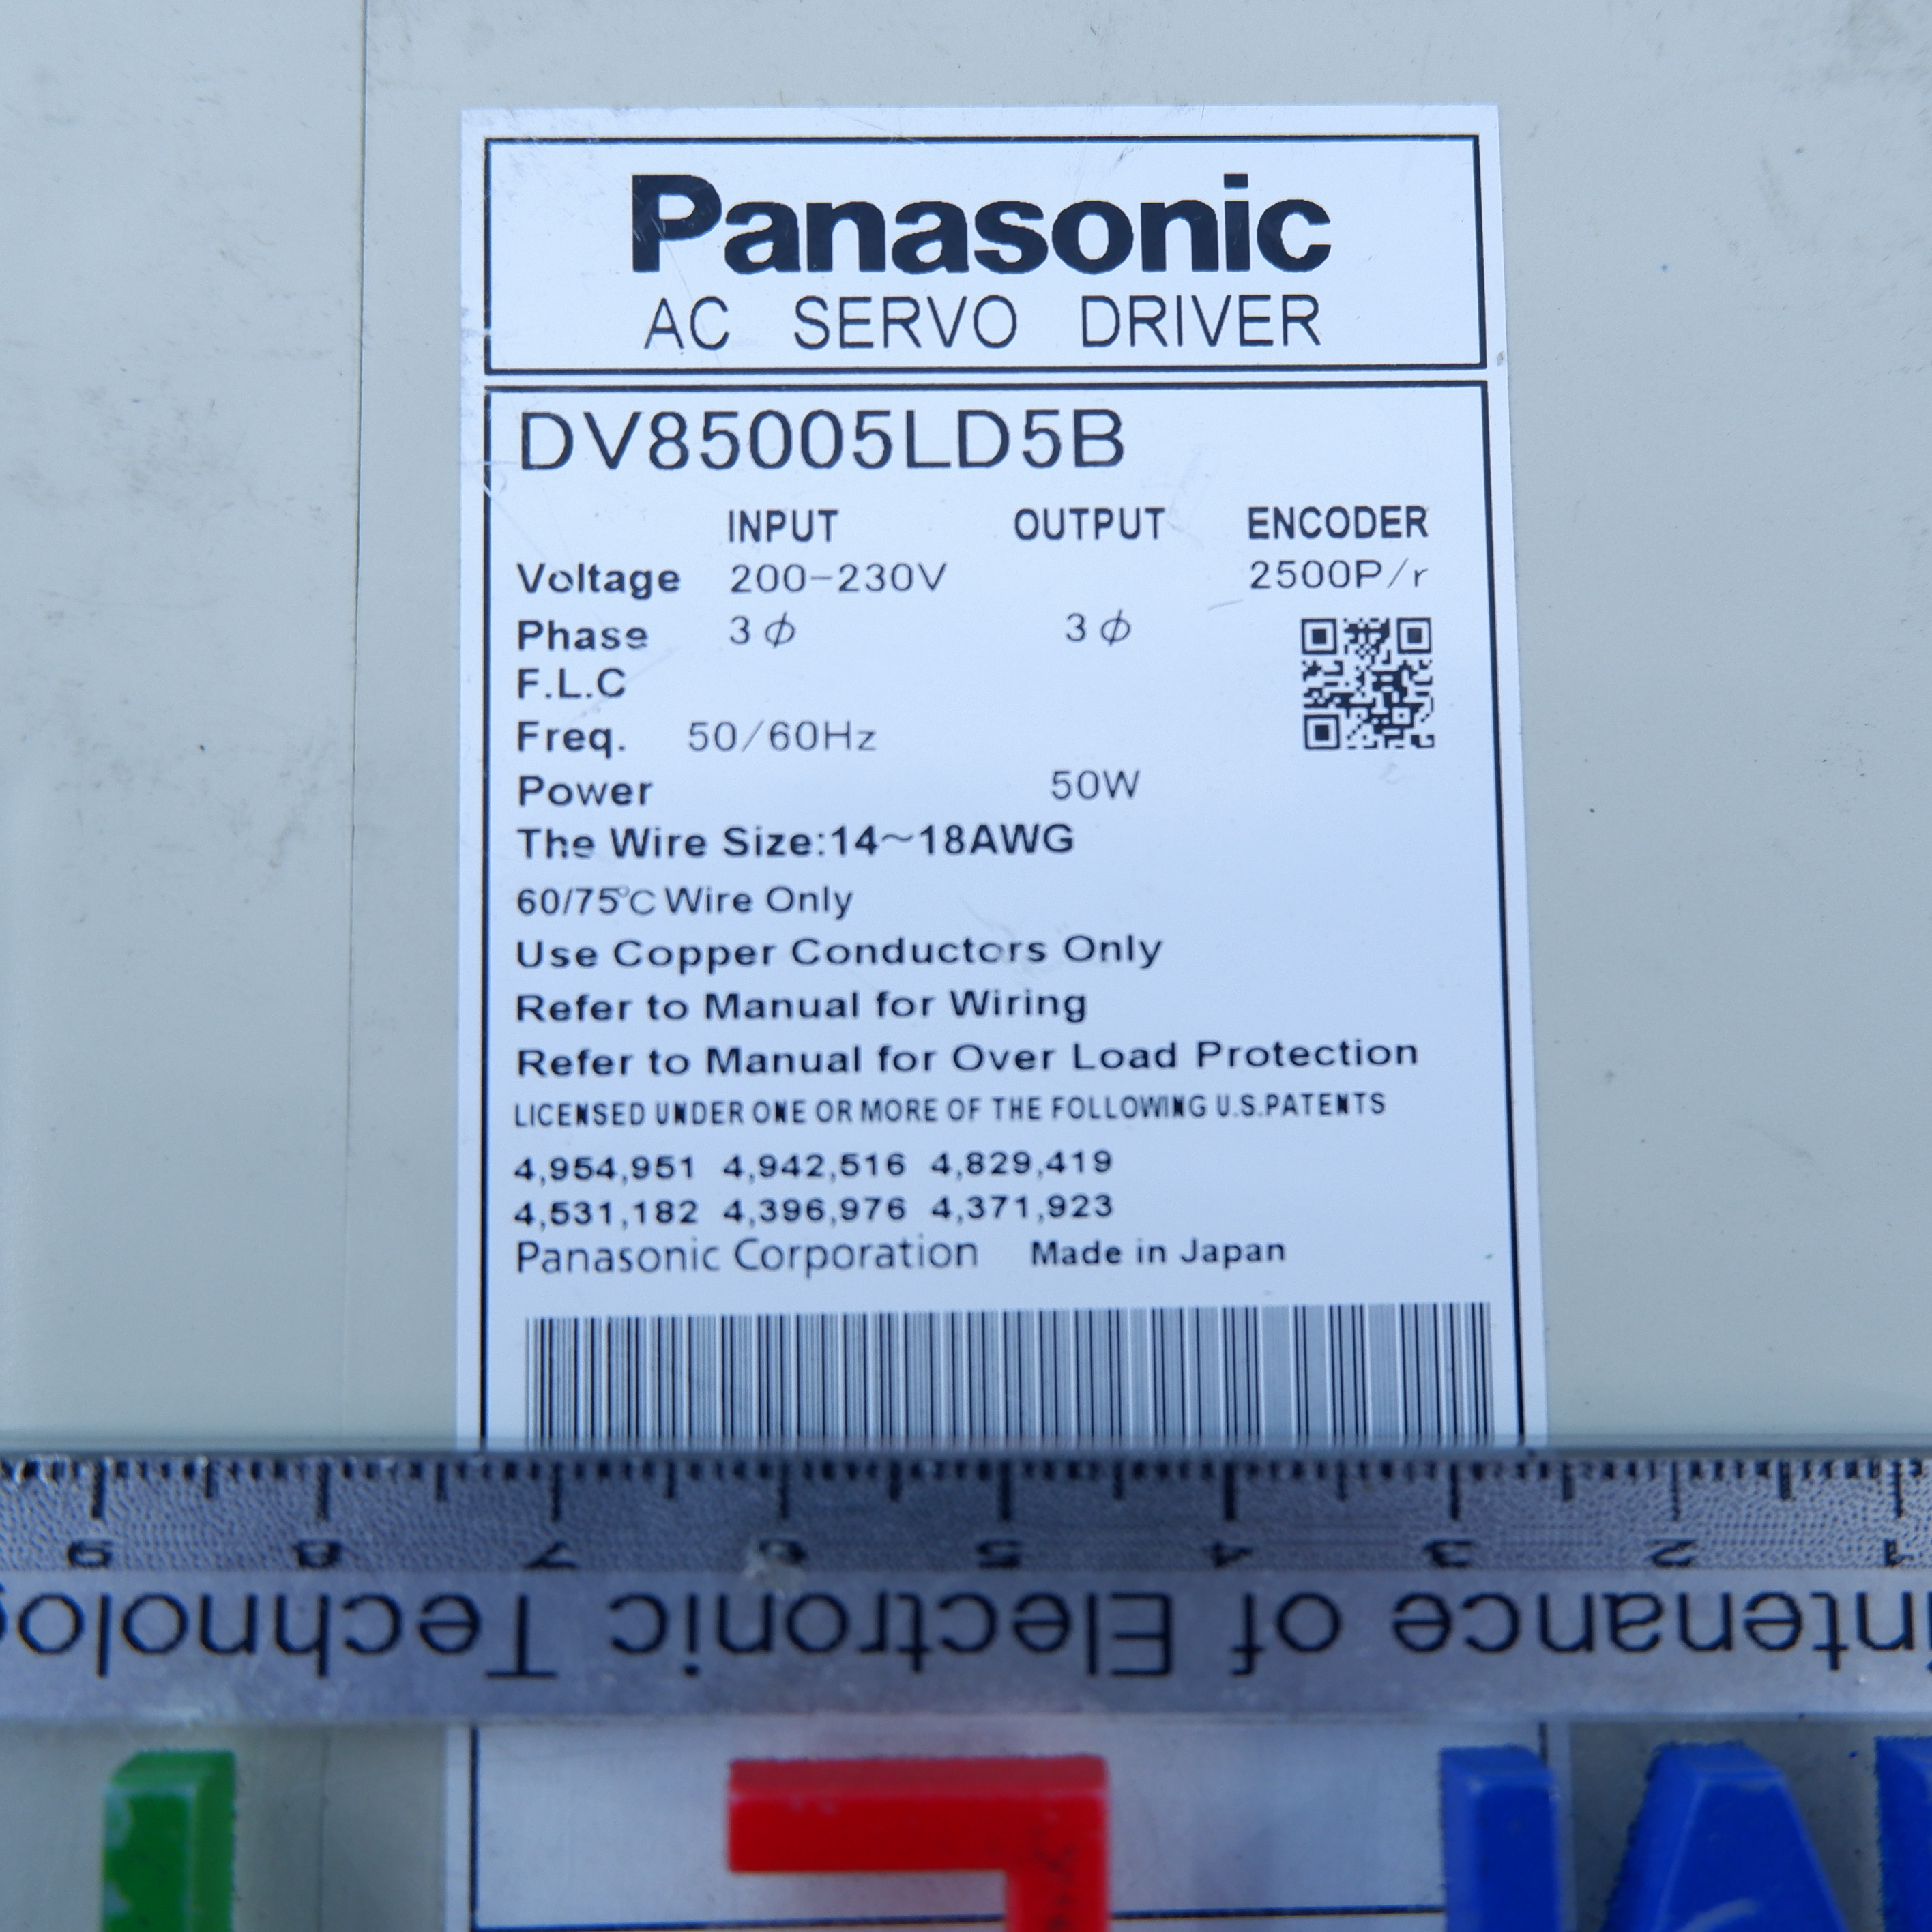 Panasonic
AC SERVO DRIVER
DV85005LD5B
INPUT OUTPUT ENCODER
Voltage 200-230V 2500P/r
Phase 3ϕ 3ϕ
F.L.C
Freq. 50/60Hz
Power 50W
The Wire Size:14~18AWG
60/75℃ Wire Only
Use Copper Conductors Only
Refer to Manual for Wiring
Refer to Manual for Over Load Protection
LICENSED UNDER ONE OR MORE OF THE FOLLOWING U.S.PATENTS
4,954,951 4,942,516 4,829,419
4,531,182 4,396,976 4,371,923
Panasonic Corporation Made in Japan
9 8 7 6 5 4 3 2 1
intenance of Electronic Technolog